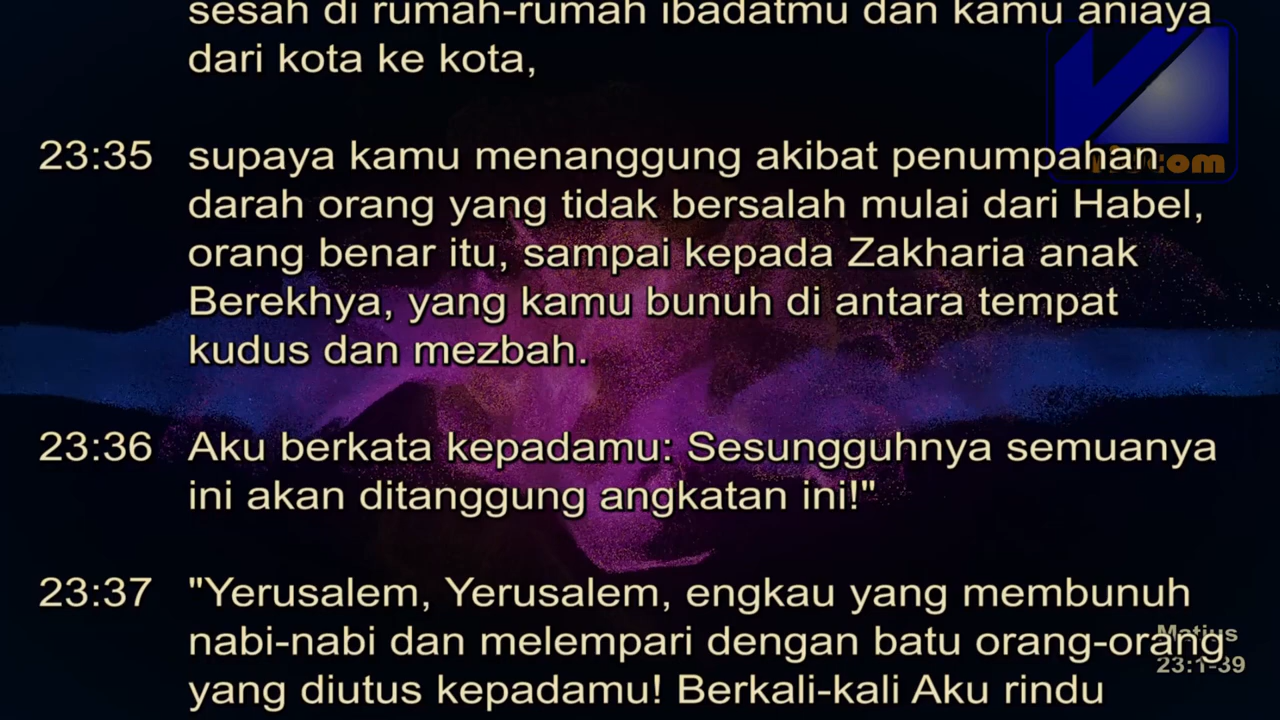 sesah di rumah-rumah ibadatmu dan kamu aniaya
dari kota ke kota,
23:35 supaya kamu menanggung akibat penumpahan
darah orang yang tidak bersalah mulai dari Habel,
orang benar itu, sampai kepada Zakharia anak
Berekhya, yang kamu bunuh di antara tempat
kudus dan mezbah.
23:36 Aku berkata kepadamu: Sesungguhnya semuanya
ini akan ditanggung angkatan ini!"
23:37 "Yerusalem, Yerusalem, engkau yang membunuh
nabi-nabi dan melempari dengan batu orang-orang
yang diutus kepadamu! Berkali-kali Aku rindu
Matius
23:1-39